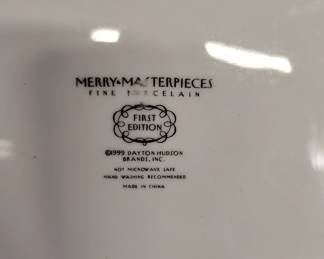 MERRY•MASTERPIECES
FINE PORCELAIN
FIRST
EDITION
©1999 DAYTON HUDSON
BRANDS, INC.
NOT MICROWAVE SAFE
HAND WASHING RECOMMENDED
MADE IN CHINA